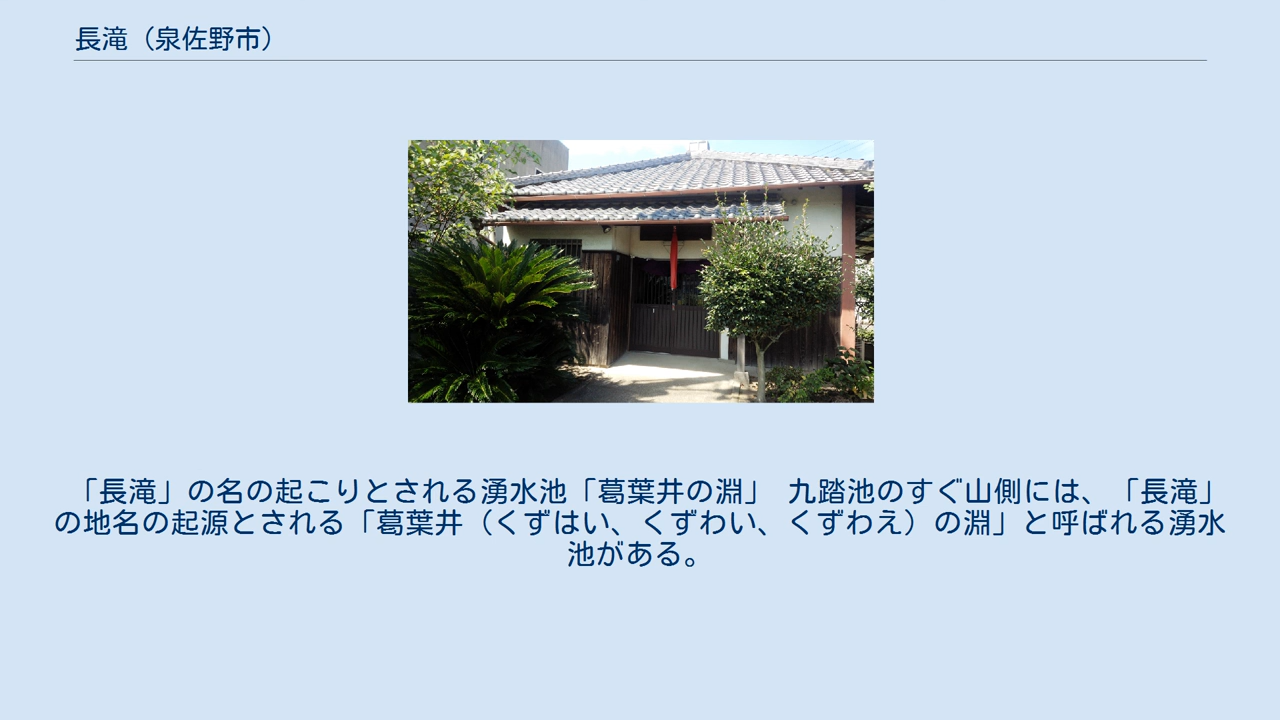 長滝（泉佐野市）
「長滝」の名の起こりとされる湧水池「葛葉井の淵」 九踏池のすぐ山側には、「長滝」
の地名の起源とされる「葛葉井（くずはい、くずわい、くずわえ）の淵」と呼ばれる湧水
池がある。